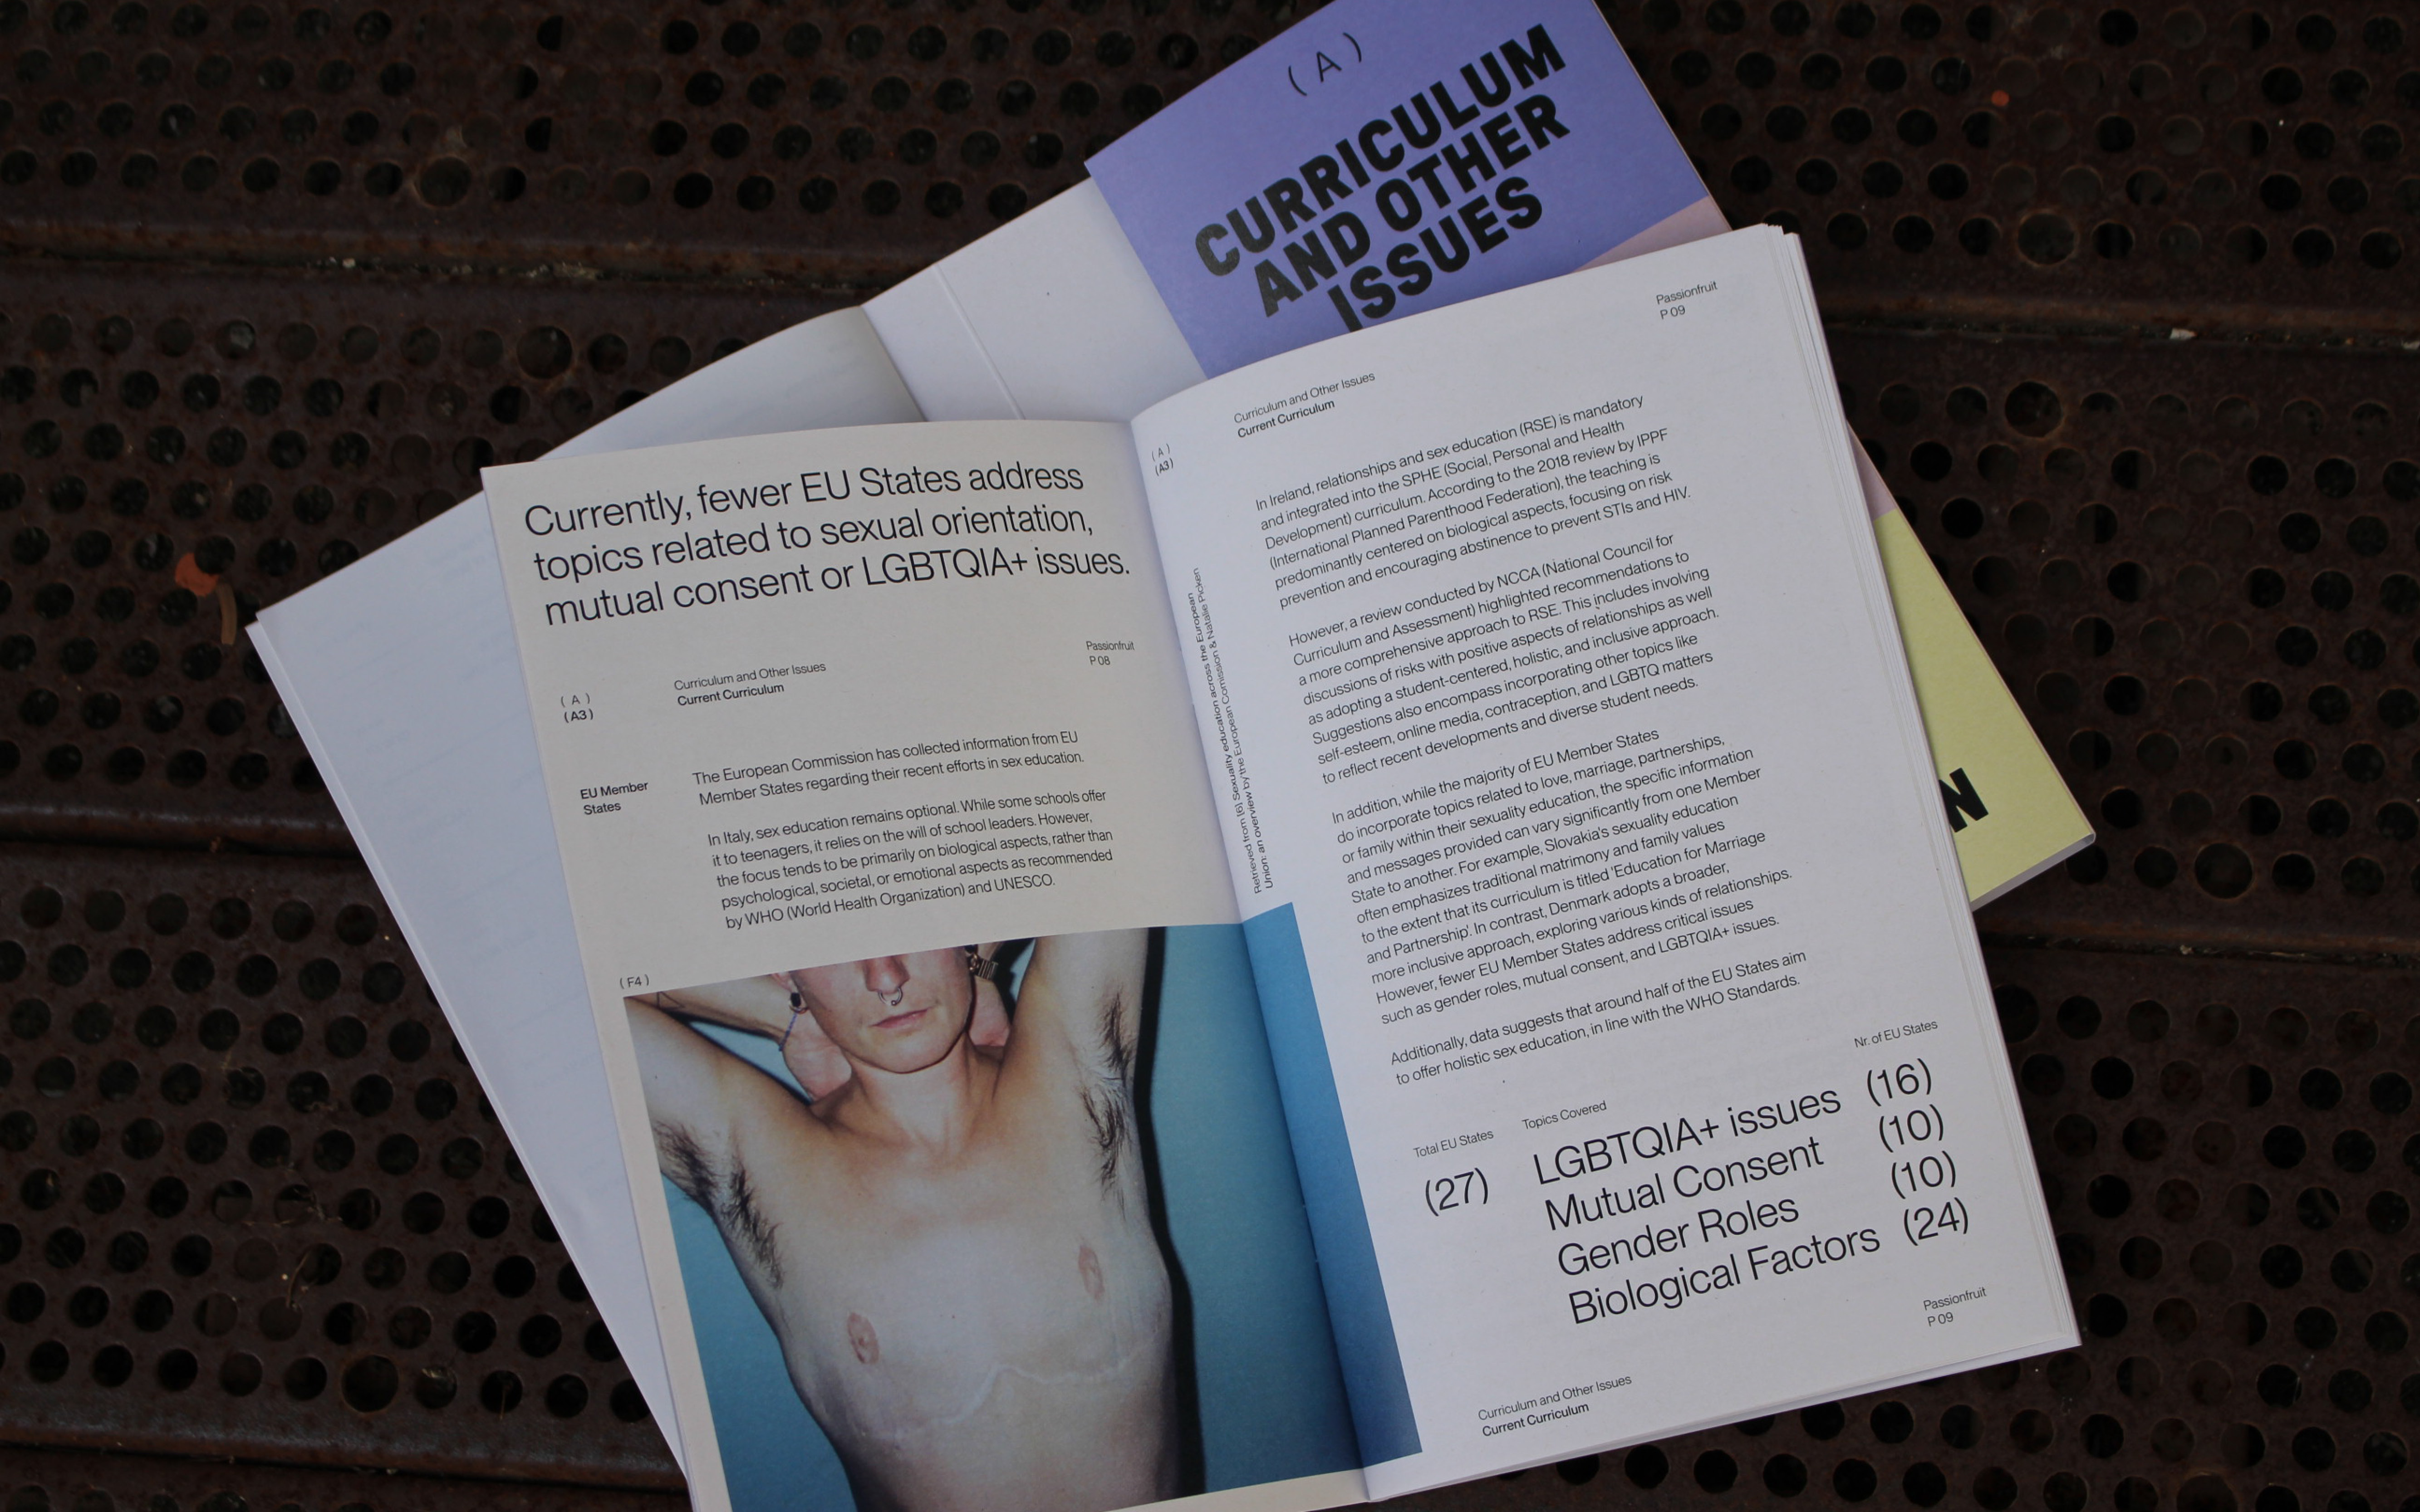 ( A )
CURRICULUM
AND OTHER
ISSUES
N
Currently, fewer EU States address
topics related to sexual orientation,
mutual consent or LGBTQIA+ issues.
Passionfruit
P 08
Curriculum and Other Issues
Current Curriculum
( A )
(A3)
EU Member
States
The European Commission has collected information from EU
Member States regarding their recent efforts in sex education.
In Italy, sex education remains optional. While some schools offer
it to teenagers, it relies on the will of school leaders. However,
the focus tends to be primarily on biological aspects, rather than
psychological, societal, or emotional aspects as recommended
by WHO (World Health Organization) and UNESCO.
(F4)
Passionfruit
P 09
Curriculum and Other Issues
Current Curriculum
( A )
(A3)
Retrieved from (6) Sexuality education across the European
Union: an overview by the European Comission & Natalie Picken
In Ireland, relationships and sex education (RSE) is mandatory
and integrated into the SPHE (Social, Personal and Health
Development) curriculum. According to the 2018 review by IPPF
(International Planned Parenthood Federation), the teaching is
predominantly centered on biological aspects, focusing on risk
prevention and encouraging abstinence to prevent STIs and HIV.
However, a review conducted by NCCA (National Council for
Curriculum and Assessment) highlighted recommendations to
a more comprehensive approach to RSE. This includes involving
discussions of risks with positive aspects of relationships as well
as adopting a student-centered, holistic, and inclusive approach.
Suggestions also encompass incorporating other topics like
self-esteem, online media, contraception, and LGBTQ matters
to reflect recent developments and diverse student needs.
In addition, while the majority of EU Member States
do incorporate topics related to love, marriage, partnerships,
or family within their sexuality education, the specific information
and messages provided can vary significantly from one Member
State to another. For example, Slovakia's sexuality education
often emphasizes traditional matrimony and family values
to the extent that its curriculum is titled 'Education for Marriage
and Partnership'. In contrast, Denmark adopts a broader,
more inclusive approach, exploring various kinds of relationships.
However, fewer EU Member States address critical issues
such as gender roles, mutual consent, and LGBTQIA+ issues.
Additionally, data suggests that around half of the EU States aim
to offer holistic sex education, in line with the WHO Standards.
Total EU States
Topics Covered
Nr. of EU States
(27)
LGBTQIA+ issues (16)
Mutual Consent (10)
Gender Roles (10)
Biological Factors (24)
Passionfruit
P 09
Curriculum and Other Issues
Current Curriculum